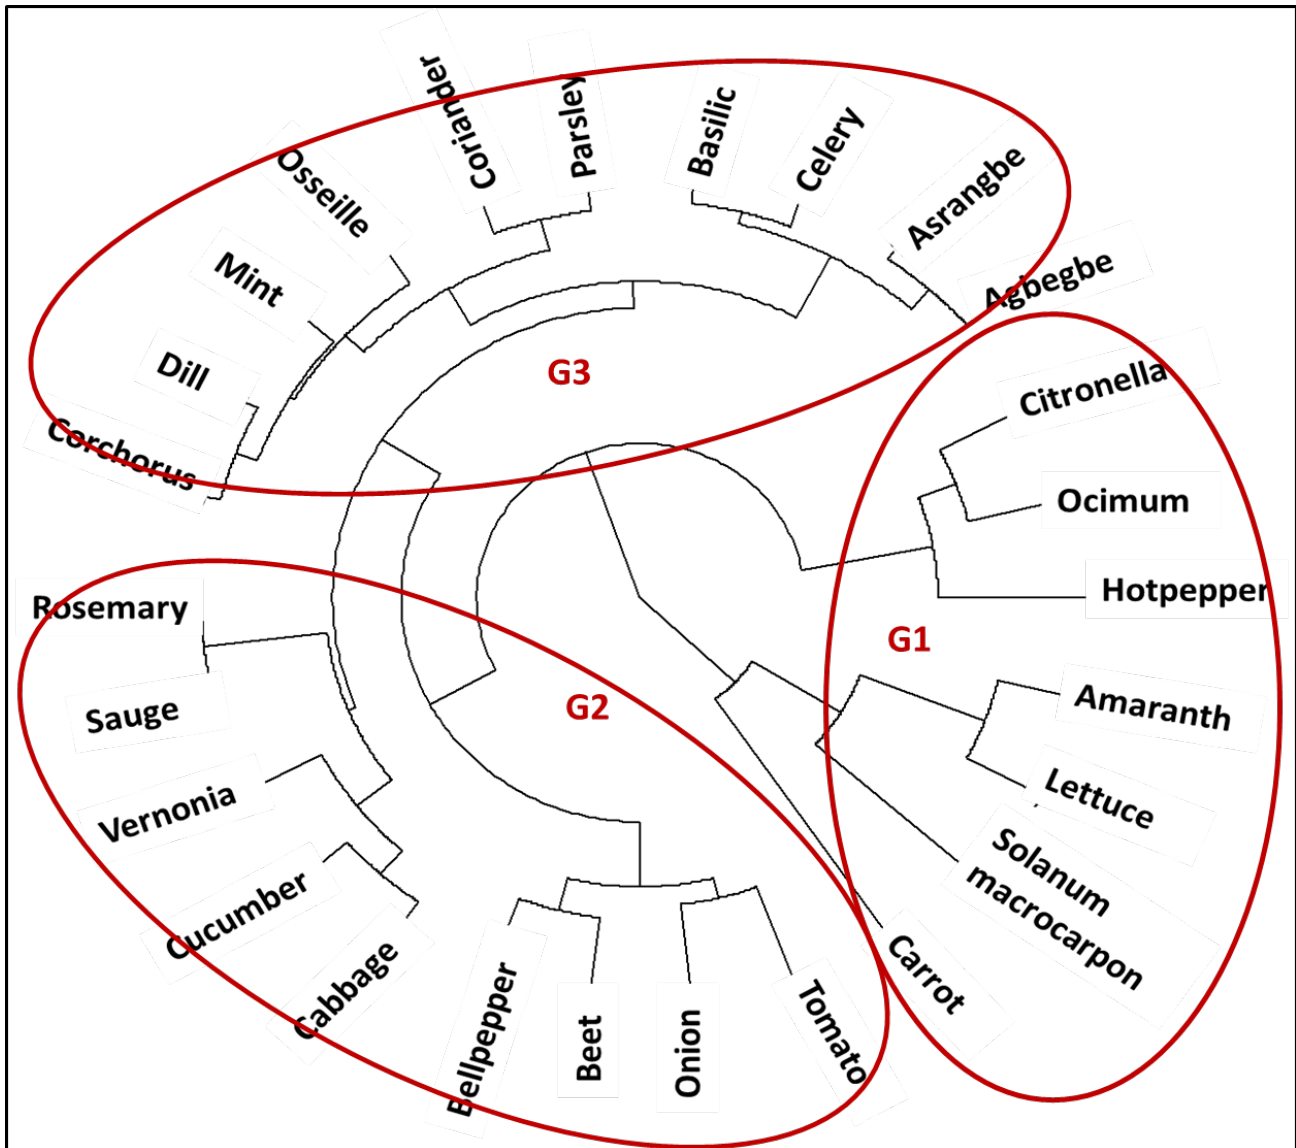 Coriander
Parsley
Basilic
Celery
Asrangbe
Agbegbe
Osseille
Mint
Dill
Corchorus
G3
Citronella
Ocimum
Hotpepper
G1
Amaranth
Lettuce
Solanum
macrocarpon
Carrot
Rosemary
Sauge
G2
Vernonia
Cucumber
Cabbage
Bellpepper
Beet
Onion
Tomato